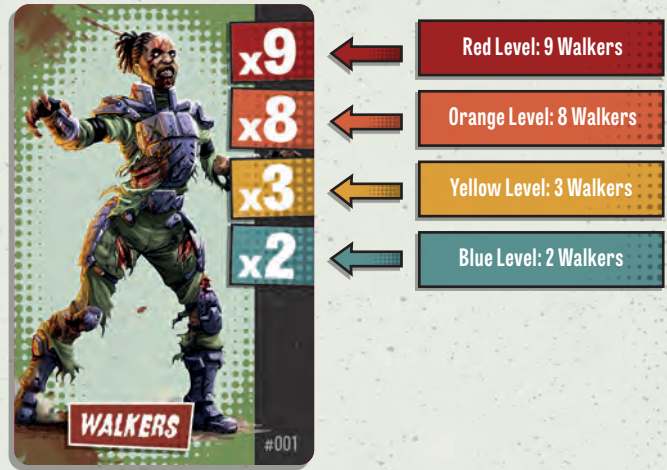 x9
Red Level: 9 Walkers
x8
Orange Level: 8 Walkers
x3
Yellow Level: 3 Walkers
x2
Blue Level: 2 Walkers
WALKERS
#001